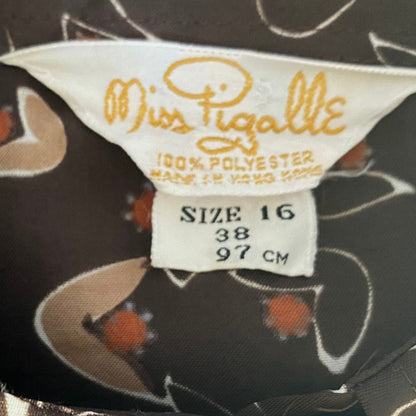 Miss Pigalle
100% POLYESTER
MADE IN HONG KONG
SIZE 16
38
97 CM